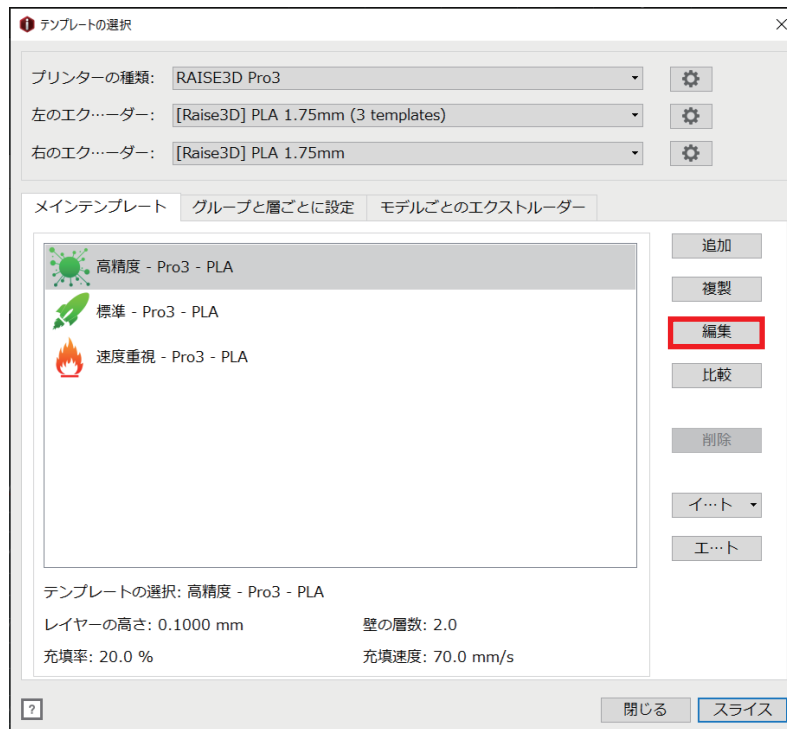 テンプレートの選択
プリンターの種類: RAISE3D Pro3
左のエク…ーダー: [Raise3D] PLA 1.75mm (3 templates)
右のエク…ーダー: [Raise3D] PLA 1.75mm
メインテンプレート グループと層ごとに設定 モデルごとのエクストルーダー
高精度 - Pro3 - PLA
標準 - Pro3 - PLA
速度重視 - Pro3 - PLA
追加
複製
編集
比較
削除
イ…ト
エ…ト
テンプレートの選択: 高精度 - Pro3 - PLA
レイヤーの高さ: 0.1000 mm 壁の層数: 2.0
充填率: 20.0 % 充填速度: 70.0 mm/s
? 閉じる スライス